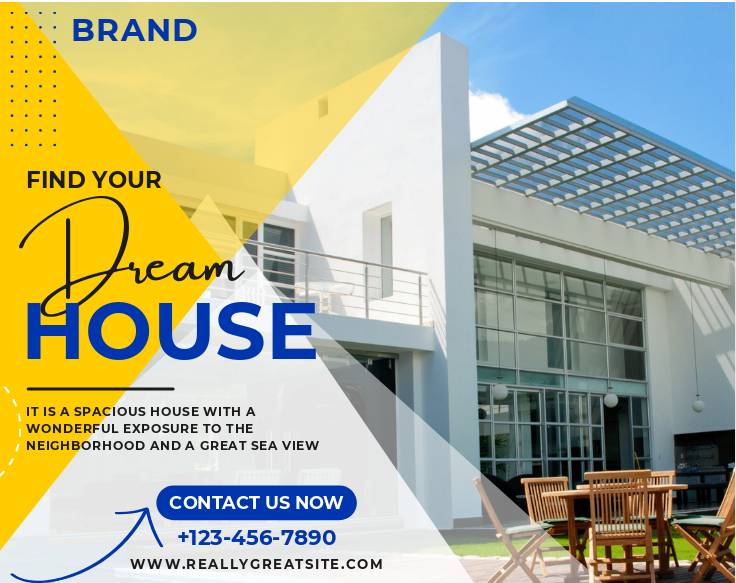 BRAND
FIND YOUR
Dream
HOUSE
IT IS A SPACIOUS HOUSE WITH A
WONDERFUL EXPOSURE TO THE
NEIGHBORHOOD AND A GREAT SEA VIEW
CONTACT US NOW
+123-456-7890
WWW.REALLYGREATSITE.COM